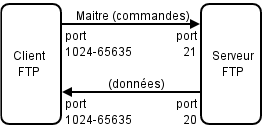 Maitre (commandes)
port
1024-65635
port
21
Client
FTP
Serveur
FTP
(données)
port
1024-65635
port
20